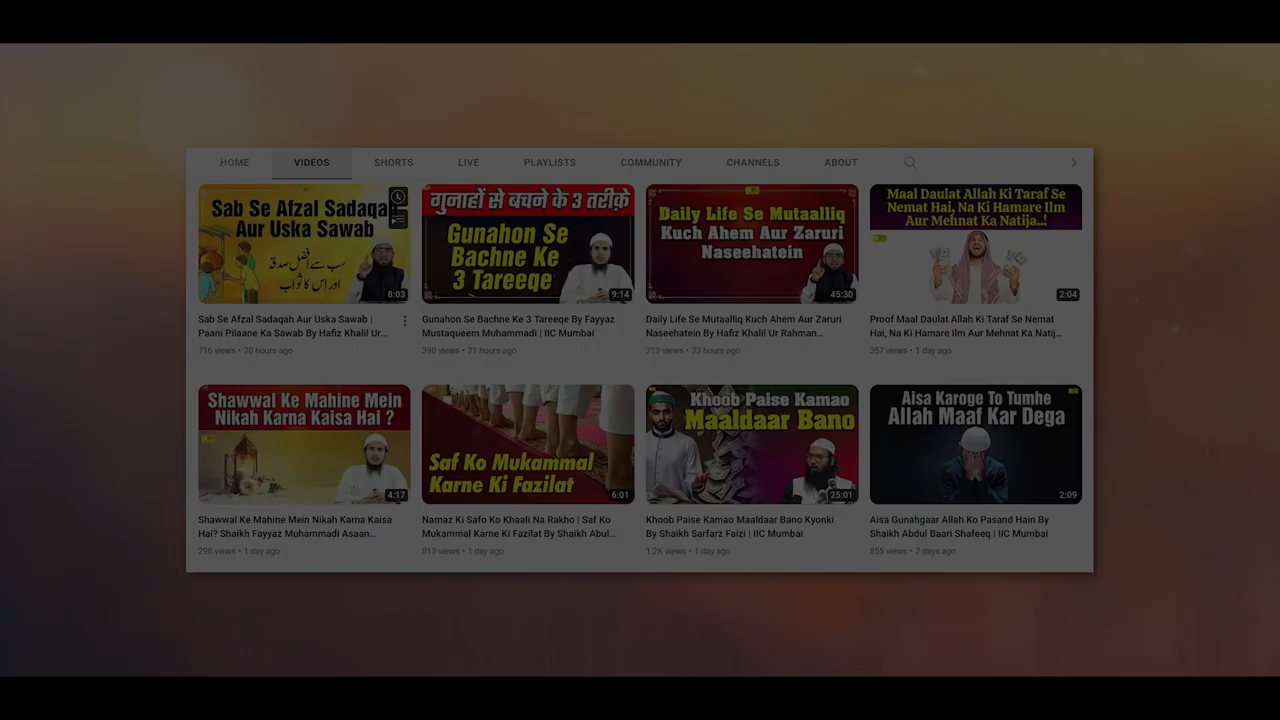 HOME VIDEOS SHORTS LIVE PLAYLISTS COMMUNITY CHANNELS ABOUT
Sab Se Afzal Sadaqah
Aur Uska Sawab
سب سے افضل صدقہ
اور اس کا ثواب
8:03
गुनाहों से बचने के 3 तरीक़े
Gunahon Se
Bachne Ke
3 Tareeqe
9:14
Daily Life Se Mutaalliq
Kuch Ahem Aur Zaruri
Naseehatein
45:30
Maal Daulat Allah Ki Taraf Se
Nemat Hai, Na Ki Hamare Ilm
Aur Mehnat Ka Natija..!
2:04
Sab Se Afzal Sadaqah Aur Uska Sawab |
Paani Pilaane Ka Sawab By Hafiz Khalil Ur...
716 views • 20 hours ago
Gunahon Se Bachne Ke 3 Tareeqe By Fayyaz
Mustaqueem Muhammadi | IIC Mumbai
390 views • 21 hours ago
Daily Life Se Mutaalliq Kuch Ahem Aur Zaruri
Naseehatein By Hafiz Khalil Ur Rahman...
713 views • 23 hours ago
Proof Maal Daulat Allah Ki Taraf Se Nemat
Hai, Na Ki Hamare Ilm Aur Mehnat Ka Natij...
357 views • 1 day ago
Shawwal Ke Mahine Mein
Nikah Karna Kaisa Hai ?
4:17
Saf Ko Mukammal
Karne Ki Fazilat
6:01
Khoob Paise Kamao
Maaldaar Bano
25:01
Aisa Karoge To Tumhe
Allah Maaf Kar Dega
2:09
Shawwal Ke Mahine Mein Nikah Karna Kaisa
Hai? Shaikh Fayyaz Muhammadi Asaan...
298 views • 1 day ago
Namaz Ki Safo Ko Khaali Na Rakho | Saf Ko
Mukammal Karne Ki Fazilat By Shaikh Abul...
813 views • 1 day ago
Khoob Paise Kamao Maaldaar Bano Kyonki
By Shaikh Sarfarz Faizi | IIC Mumbai
1.2K views • 1 day ago
Aisa Gunahgaar Allah Ko Pasand Hain By
Shaikh Abdul Baari Shafeeq | IIC Mumbai
855 views • 2 days ago